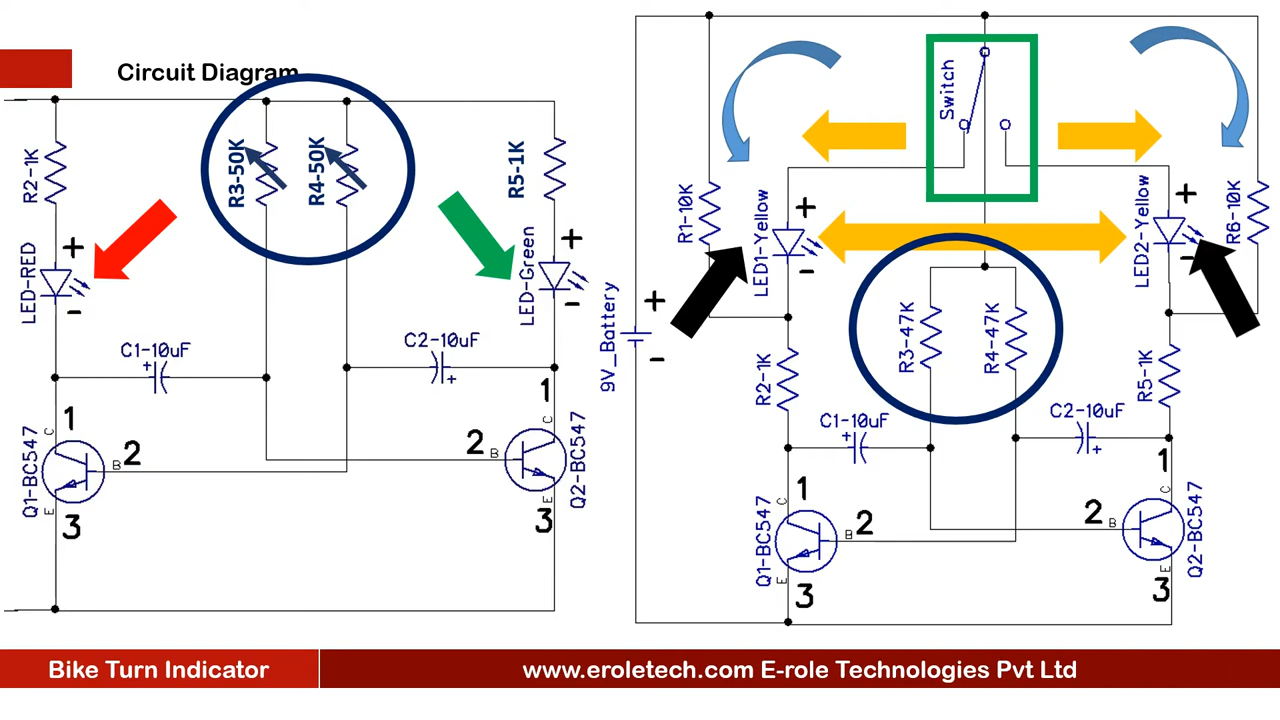 Circuit Diagram
R2-1K
R3-50K
R4-50K
R5-1K
LED-RED
+
-
LED-Green
+
-
C1-10uF
+
C2-10uF
+
1
C
2
B
Q1-BC547
E
3
1
C
2
B
Q2-BC547
E
3
Switch
R1-10K
LED1-Yellow
+
-
LED2-Yellow
+
-
R6-10K
9V_Battery
+
-
R3-47K
R4-47K
R2-1K
R5-1K
C1-10uF
+
C2-10uF
+
1
C
2
B
Q1-BC547
E
3
1
C
2
B
Q2-BC547
E
3
Bike Turn Indicator
www.eroletech.com E-role Technologies Pvt Ltd